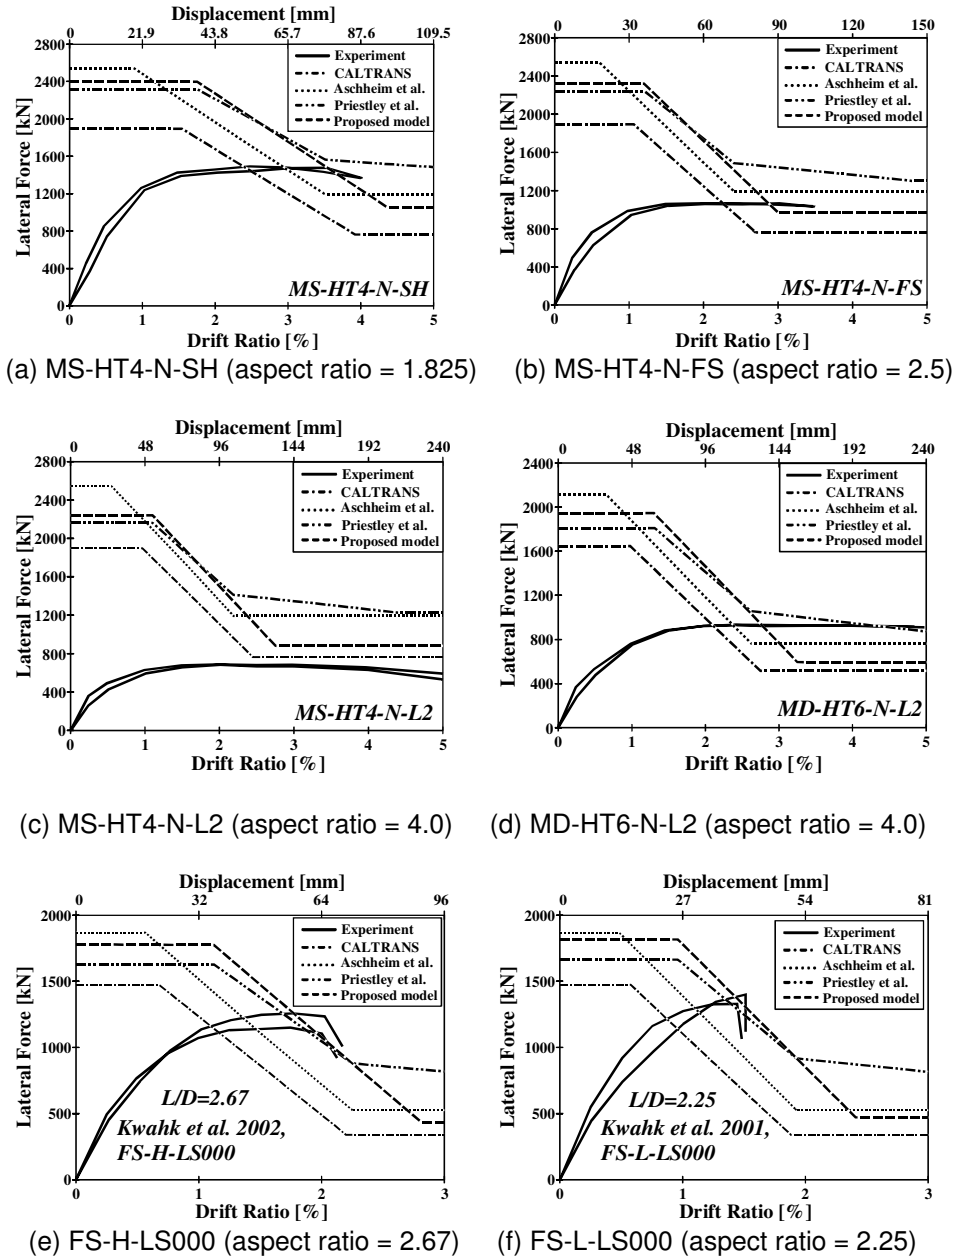 Displacement [mm]
0 21.9 43.8 65.7 87.6 109.5
2800
2400
2000
1600
1200
800
400
0
Lateral Force [kN]
Experiment
CALTRANS
Aschheim et al.
Priestley et al.
Proposed model
MS-HT4-N-SH
0 1 2 3 4 5
Drift Ratio [%]
(a) MS-HT4-N-SH (aspect ratio = 1.825)
Displacement [mm]
0 30 60 90 120 150
2800
2400
2000
1600
1200
800
400
0
Lateral Force [kN]
Experiment
CALTRANS
Aschheim et al.
Priestley et al.
Proposed model
MS-HT4-N-FS
0 1 2 3 4 5
Drift Ratio [%]
(b) MS-HT4-N-FS (aspect ratio = 2.5)
Displacement [mm]
0 48 96 144 192 240
2800
2400
2000
1600
1200
800
400
0
Lateral Force [kN]
Experiment
CALTRANS
Aschheim et al.
Priestley et al.
Proposed model
MS-HT4-N-L2
0 1 2 3 4 5
Drift Ratio [%]
(c) MS-HT4-N-L2 (aspect ratio = 4.0)
Displacement [mm]
0 48 96 144 192 240
2400
2000
1600
1200
800
400
0
Lateral Force [kN]
Experiment
CALTRANS
Aschheim et al.
Priestley et al.
Proposed model
MD-HT6-N-L2
0 1 2 3 4 5
Drift Ratio [%]
(d) MD-HT6-N-L2 (aspect ratio = 4.0)
Displacement [mm]
0 32 64 96
2000
1500
1000
500
0
Lateral Force [kN]
Experiment
CALTRANS
Aschheim et al.
Priestley et al.
Proposed model
L/D=2.67
Kwahk et al. 2002,
FS-H-LS000
0 1 2 3
Drift Ratio [%]
(e) FS-H-LS000 (aspect ratio = 2.67)
Displacement [mm]
0 27 54 81
2000
1500
1000
500
0
Lateral Force [kN]
Experiment
CALTRANS
Aschheim et al.
Priestley et al.
Proposed model
L/D=2.25
Kwahk et al. 2001,
FS-L-LS000
0 1 2 3
Drift Ratio [%]
(f) FS-L-LS000 (aspect ratio = 2.25)